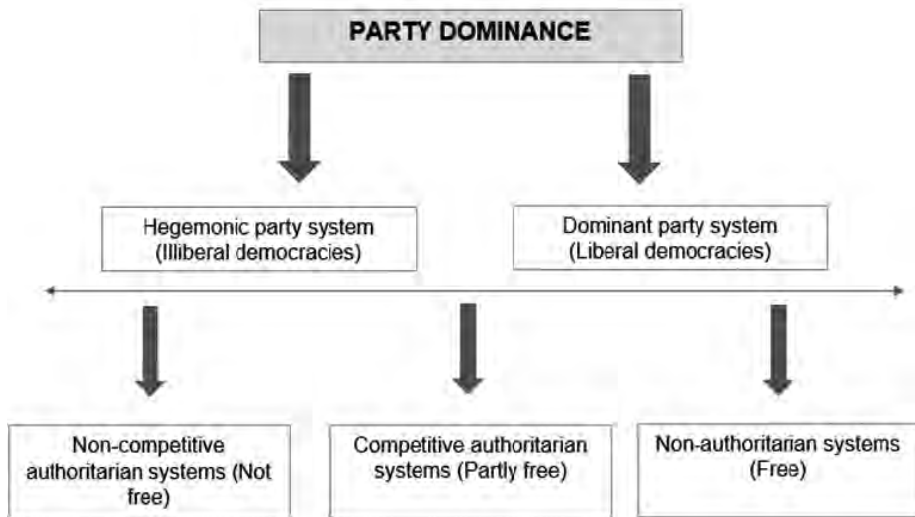 PARTY DOMINANCE
Hegemonic party system
(Illiberal democracies)
Dominant party system
(Liberal democracies)
Non-competitive
authoritarian systems (Not
free)
Competitive authoritarian
systems (Partly free)
Non-authoritarian systems
(Free)